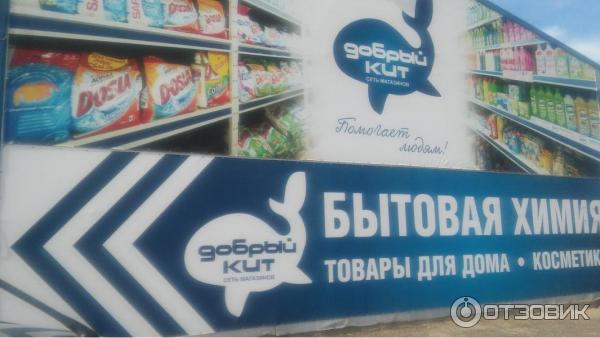 DOSIA
DOSIA
добрый
кит
СЕТЬ МАГАЗИНОВ
Помогает
людям!
добрый
кит
СЕТЬ МАГАЗИНОВ
БЫТОВАЯ ХИМИЯ
ТОВАРЫ ДЛЯ ДОМА • КОСМЕТИК
ОТЗОВИК